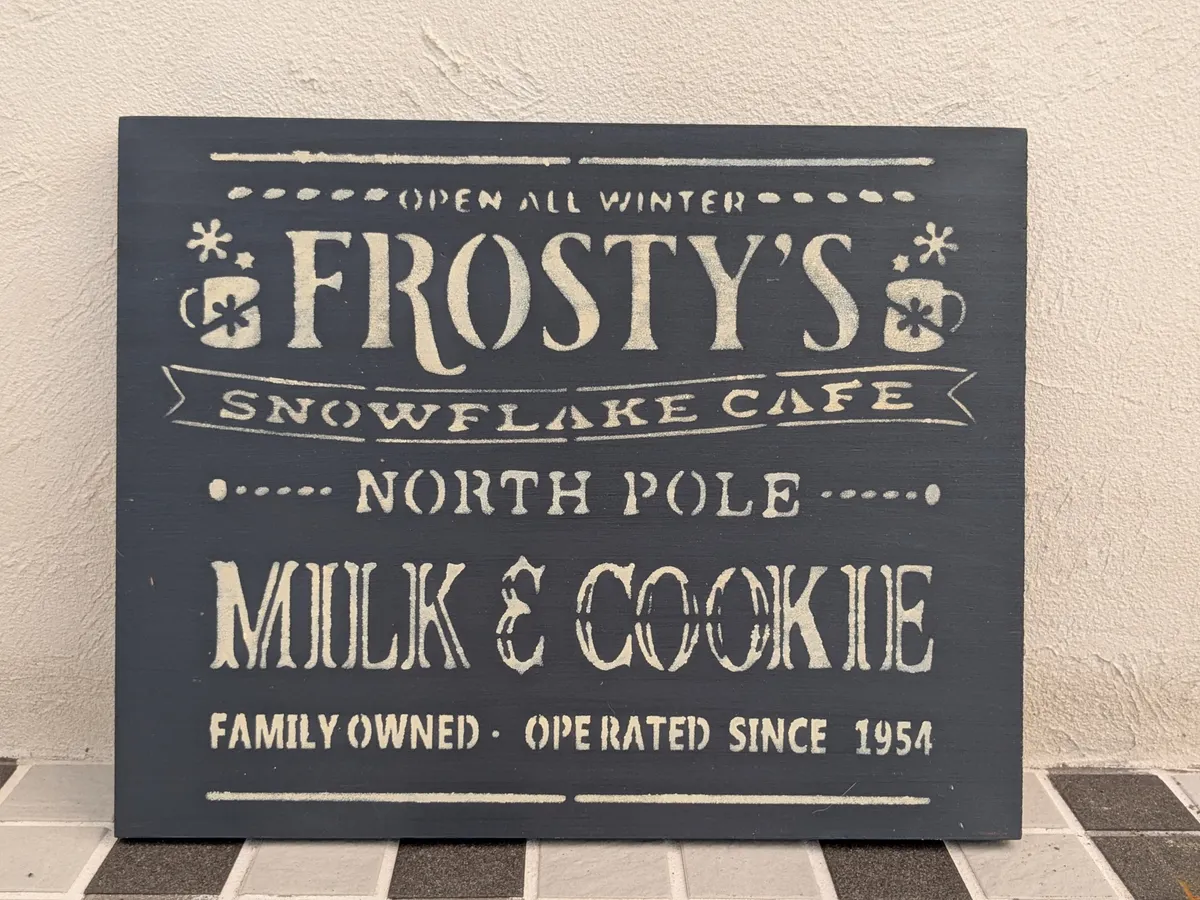 OPEN ALL WINTER
FROSTY'S
SNOWFLAKE CAFE
NORTH POLE
MILK & COOKIE
FAMILY OWNED · OPERATED SINCE 1954